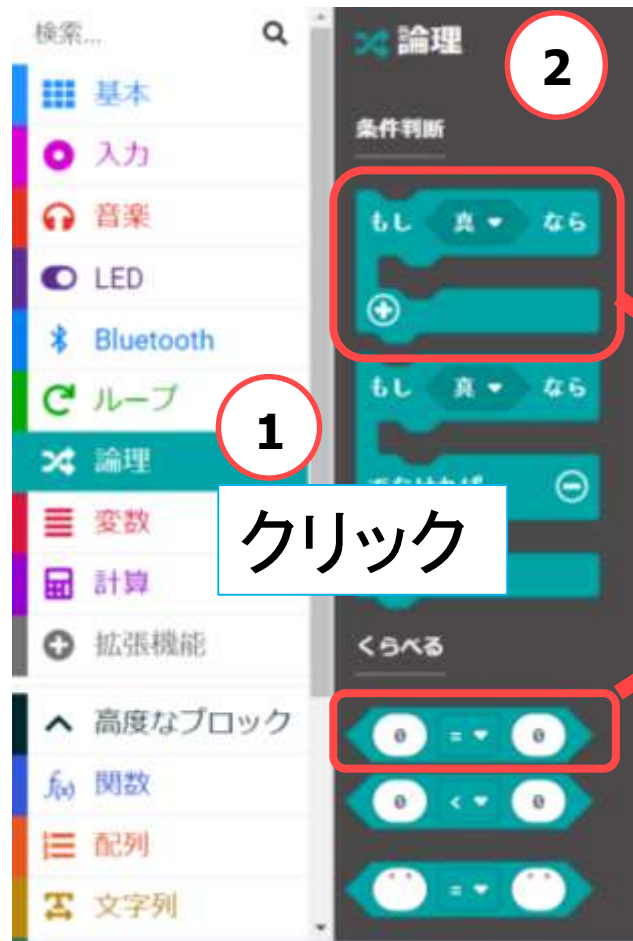 検索...
基本
入力
音楽
LED
Bluetooth
ループ
論理
変数
計算
拡張機能
高度なブロック
関数
配列
文字列
1
クリック
論理
2
条件判断
もし 真 なら
もし 真 なら
くらべる
0 = 0
0 < 0
" " = " "